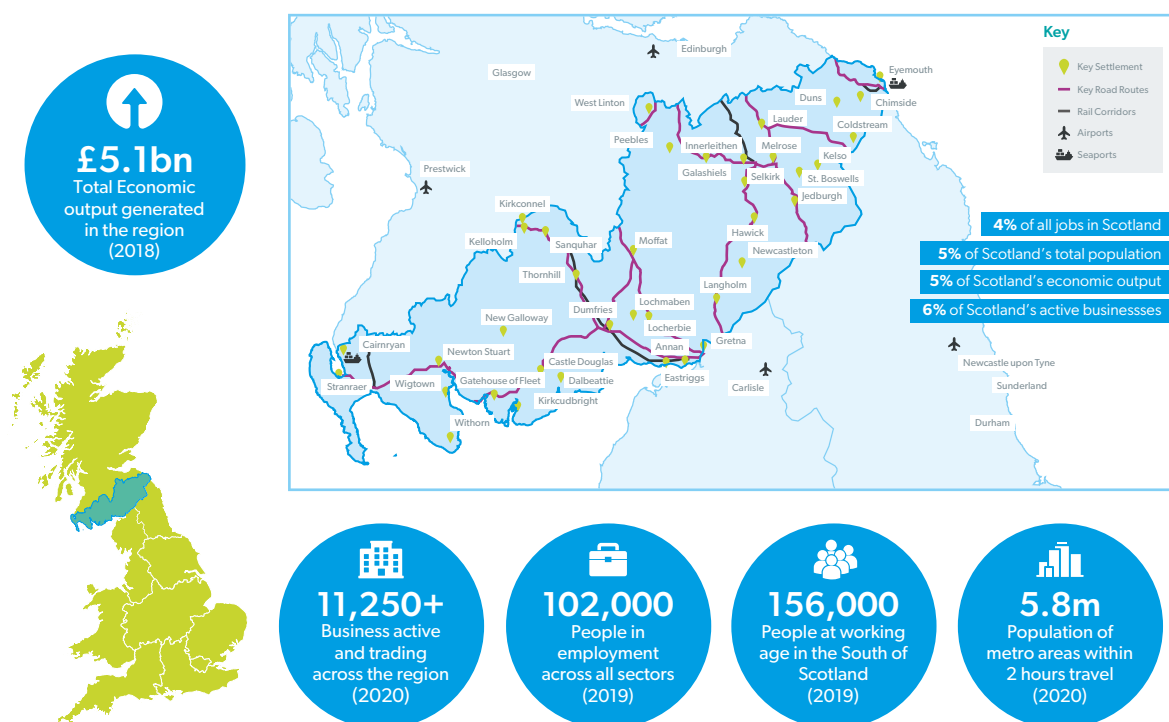 £5.1bn
Total Economic
output generated
in the region
(2018)
Edinburgh
Glasgow
Prestwick
West Linton
Peebles
Innerleithen
Galashiels
Lauder
Melrose
Selkirk
Duns
Eyemouth
Chimside
Coldstream
Kelso
St. Boswells
Jedburgh
Hawick
Newcastleton
Kirkconnel
Kelloholm
Sanquhar
Thornhill
Moffat
Langholm
Lochmaben
Dumfries
Locherbie
New Galloway
Annan
Gretna
Eastriggs
Carlisle
Cairnryan
Newton Stuart
Castle Douglas
Stranraer
Wigtown
Gatehouse of Fleet
Dalbeattie
Kirkcudbright
Withorn
Newcastle upon Tyne
Sunderland
Durham
Key
Key Settlement
Key Road Routes
Rail Corridors
Airports
Seaports
4% of all jobs in Scotland
5% of Scotland's total population
5% of Scotland's economic output
6% of Scotland's active businessses
11,250+
Business active
and trading
across the region
(2020)
102,000
People in
employment
across all sectors
(2019)
156,000
People at working
age in the South of
Scotland
(2019)
5.8m
Population of
metro areas within
2 hours travel
(2020)